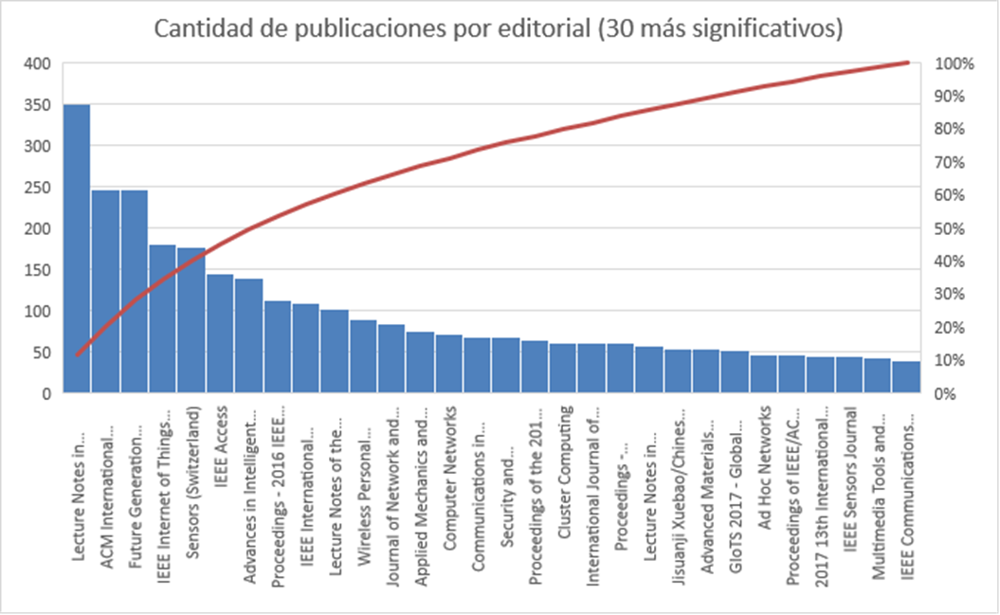 Cantidad de publicaciones por editorial (30 más significativos)
400
350
300
250
200
150
100
50
0
100%
90%
80%
70%
60%
50%
40%
30%
20%
10%
0%
Lecture Notes in...
ACM International...
Future Generation...
IEEE Internet of Things...
Sensors (Switzerland)
IEEE Access
Advances in Intelligent...
Proceedings - 2016 IEEE...
IEEE International...
Lecture Notes of the...
Wireless Personal...
Journal of Network and...
Applied Mechanics and...
Computer Networks
Communications in...
Security and...
Proceedings of the 201...
Cluster Computing
International Journal of...
Proceedings -...
Lecture Notes in...
Jisuanji Xuebao/Chines...
Advanced Materials...
GIoTS 2017 - Global...
Ad Hoc Networks
Proceedings of IEEE/AC...
2017 13th International...
IEEE Sensors Journal
Multimedia Tools and...
IEEE Communications...